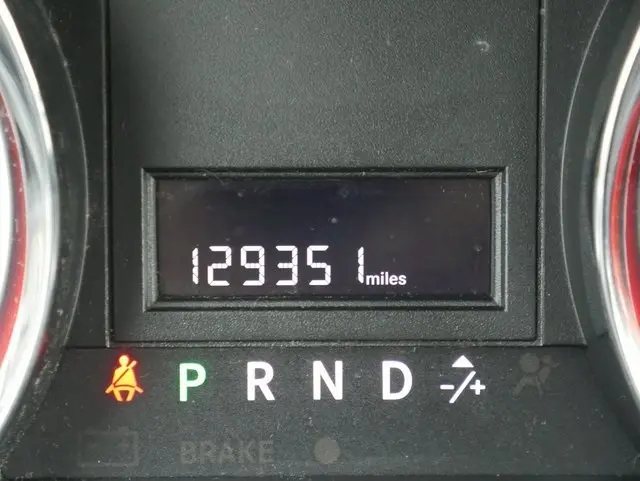 129351 miles
P R N D -/+
BRAKE